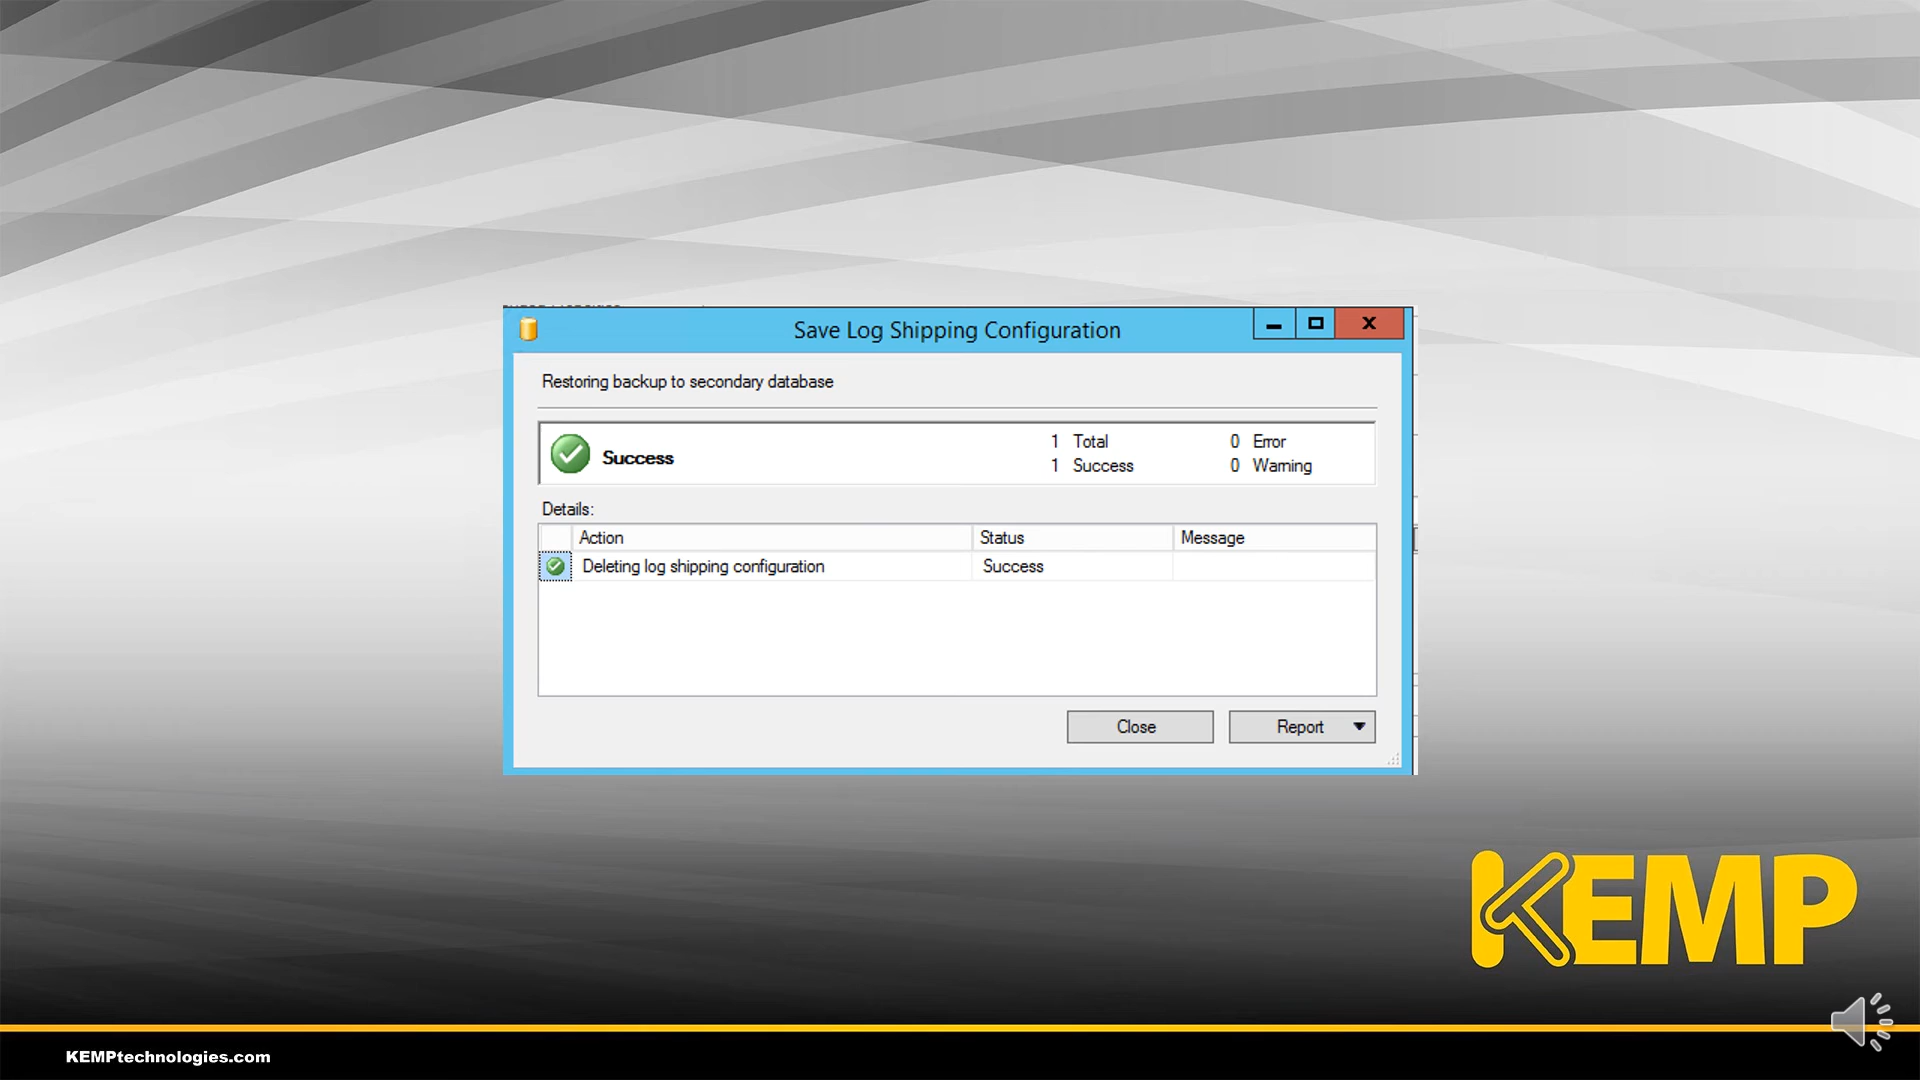 Save Log Shipping Configuration
X
Restoring backup to secondary database
Success
1 Total 0 Error
1 Success 0 Warning
Details:
Action Status Message
Deleting log shipping configuration Success
Close Report
KEMP
KEMPtechnologies.com